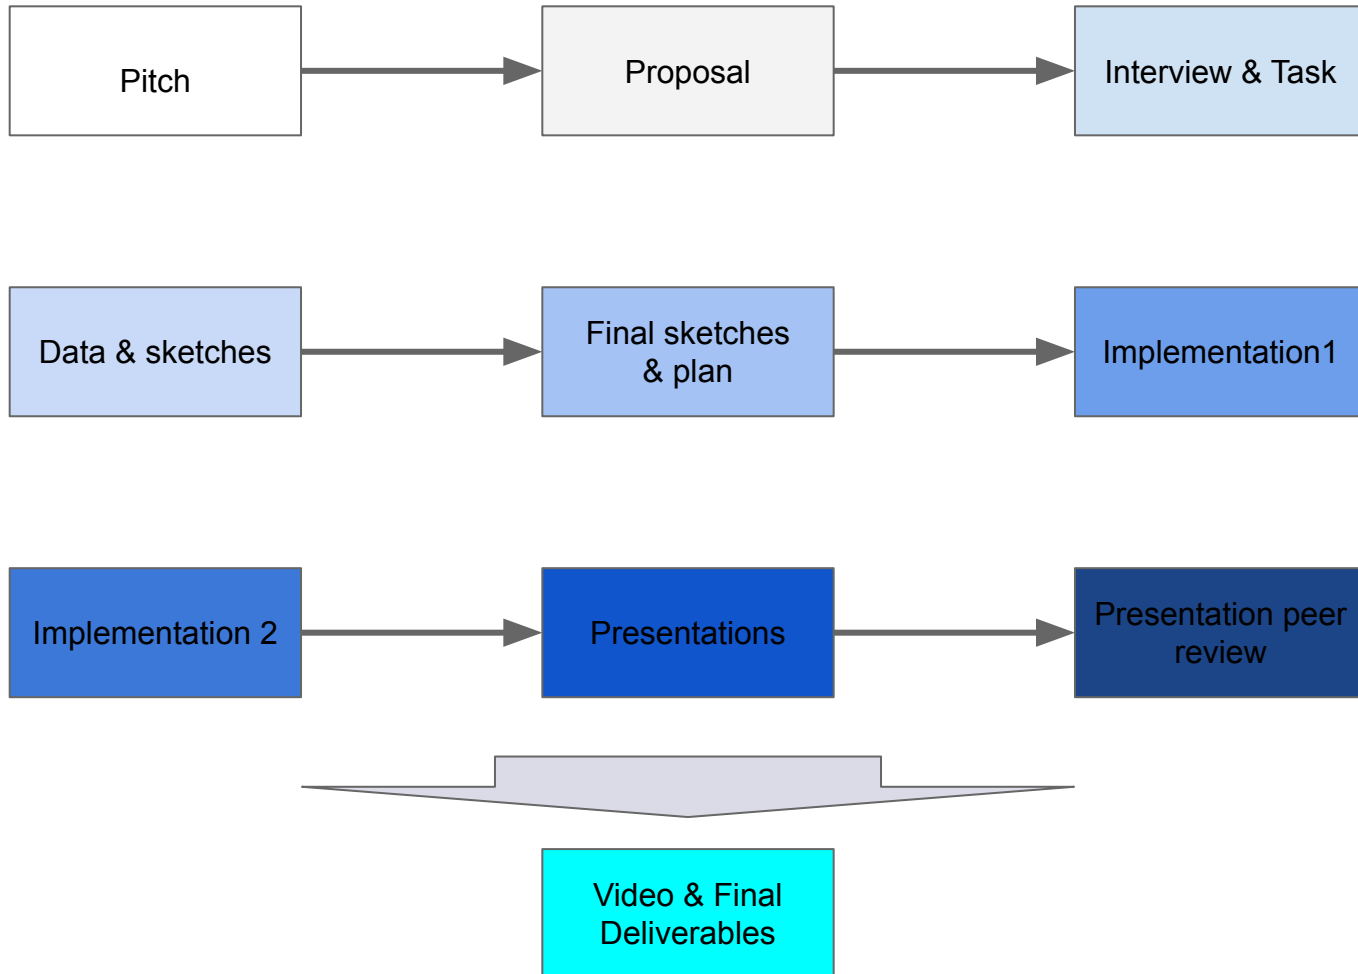 Pitch
Proposal
Interview & Task
Data & sketches
Final sketches
& plan
Implementation1
Implementation 2
Presentations
Presentation peer
review
Video & Final
Deliverables